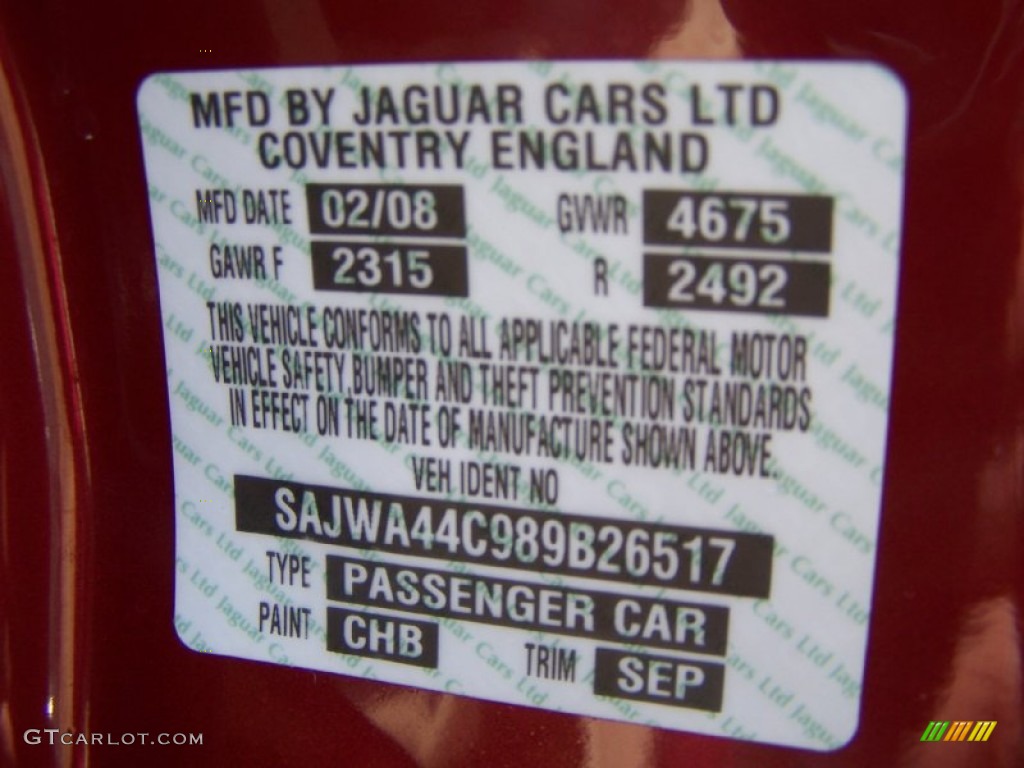 MFD BY JAGUAR CARS LTD
COVENTRY ENGLAND
MFD DATE 02/08 GVWR 4675
GAWR F 2315 R 2492
THIS VEHICLE CONFORMS TO ALL APPLICABLE FEDERAL MOTOR
VEHICLE SAFETY, BUMPER AND THEFT PREVENTION STANDARDS
IN EFFECT ON THE DATE OF MANUFACTURE SHOWN ABOVE.
VEH IDENT NO
SAJWA44C989B26517
TYPE PASSENGER CAR
PAINT CHB TRIM SEP
GTCARLOT.COM